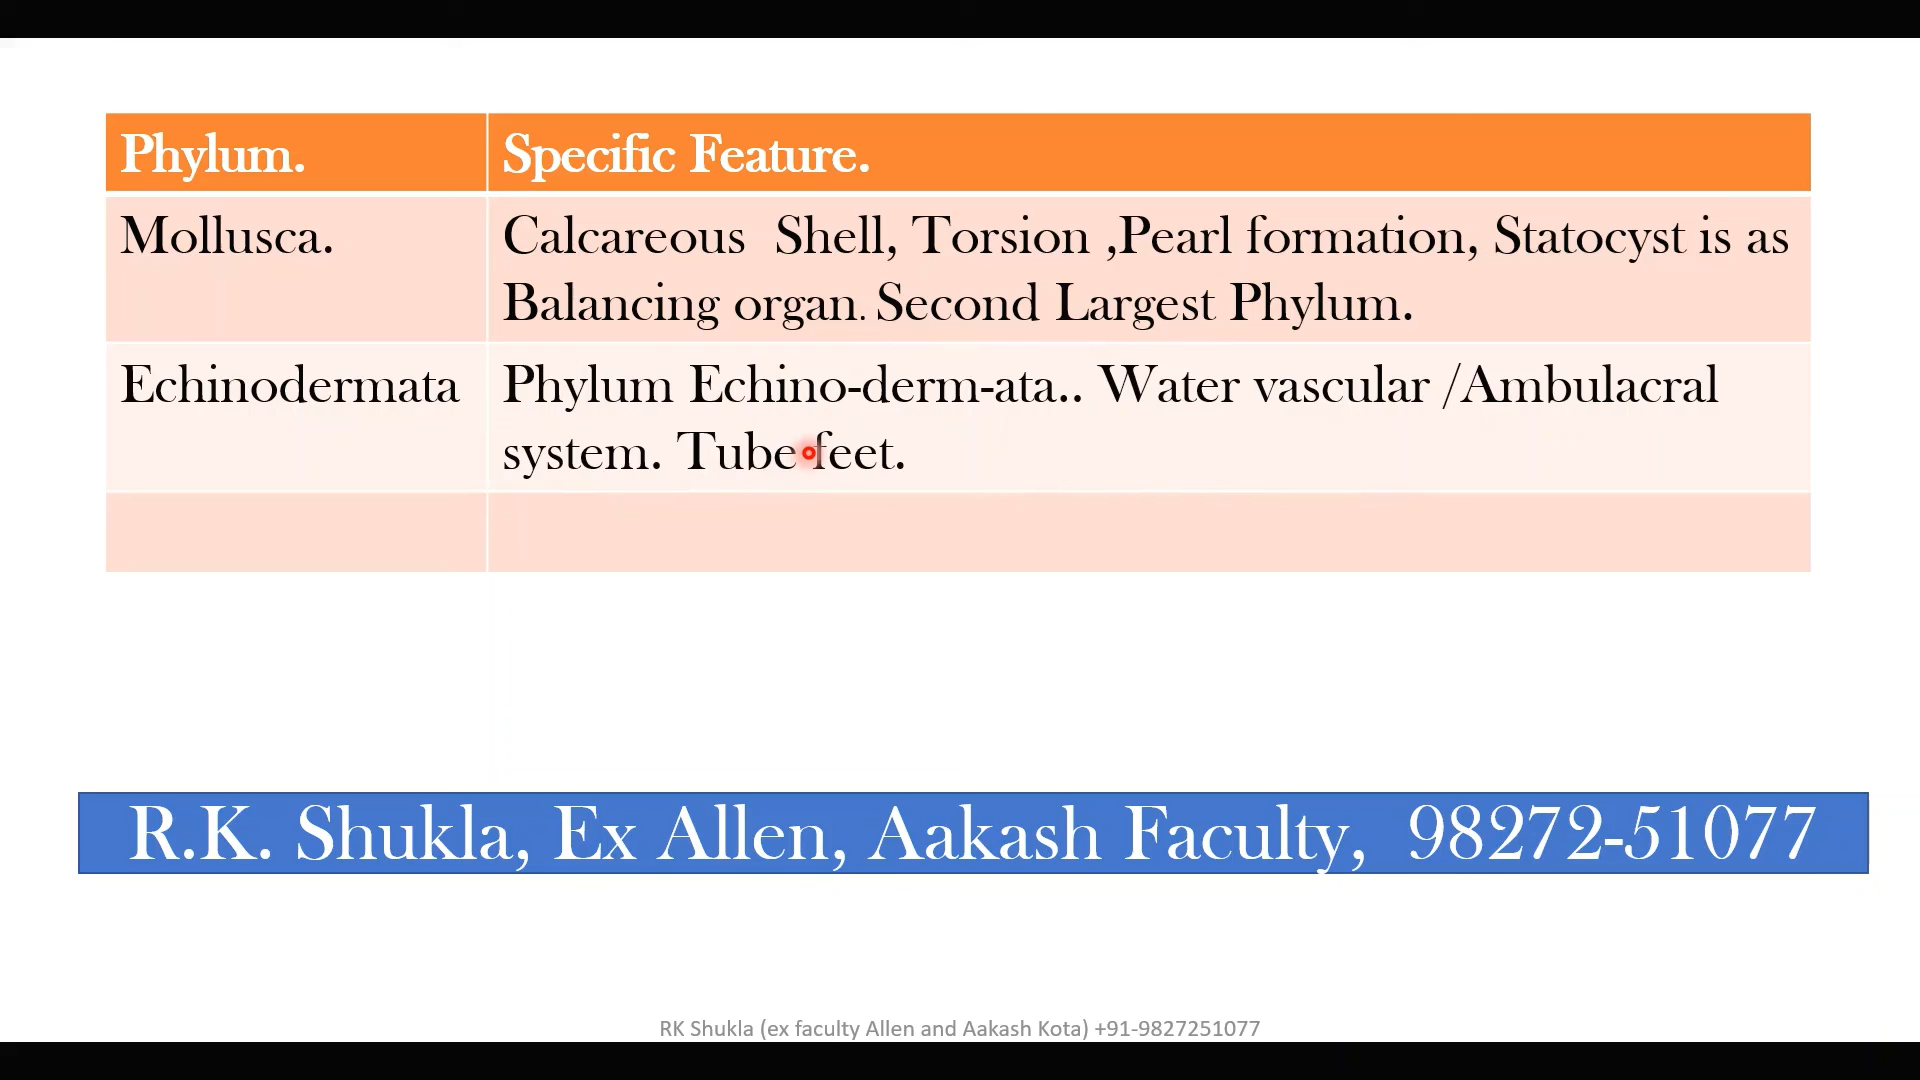 Phylum.
Specific Feature.
Mollusca.
Calcareous Shell, Torsion ,Pearl formation, Statocyst is as
Balancing organ. Second Largest Phylum.
Echinodermata
Phylum Echino-derm-ata.. Water vascular /Ambulacral
system. Tube feet.
R.K. Shukla, Ex Allen, Aakash Faculty, 98272-51077
RK Shukla (ex faculty Allen and Aakash Kota) +91-9827251077